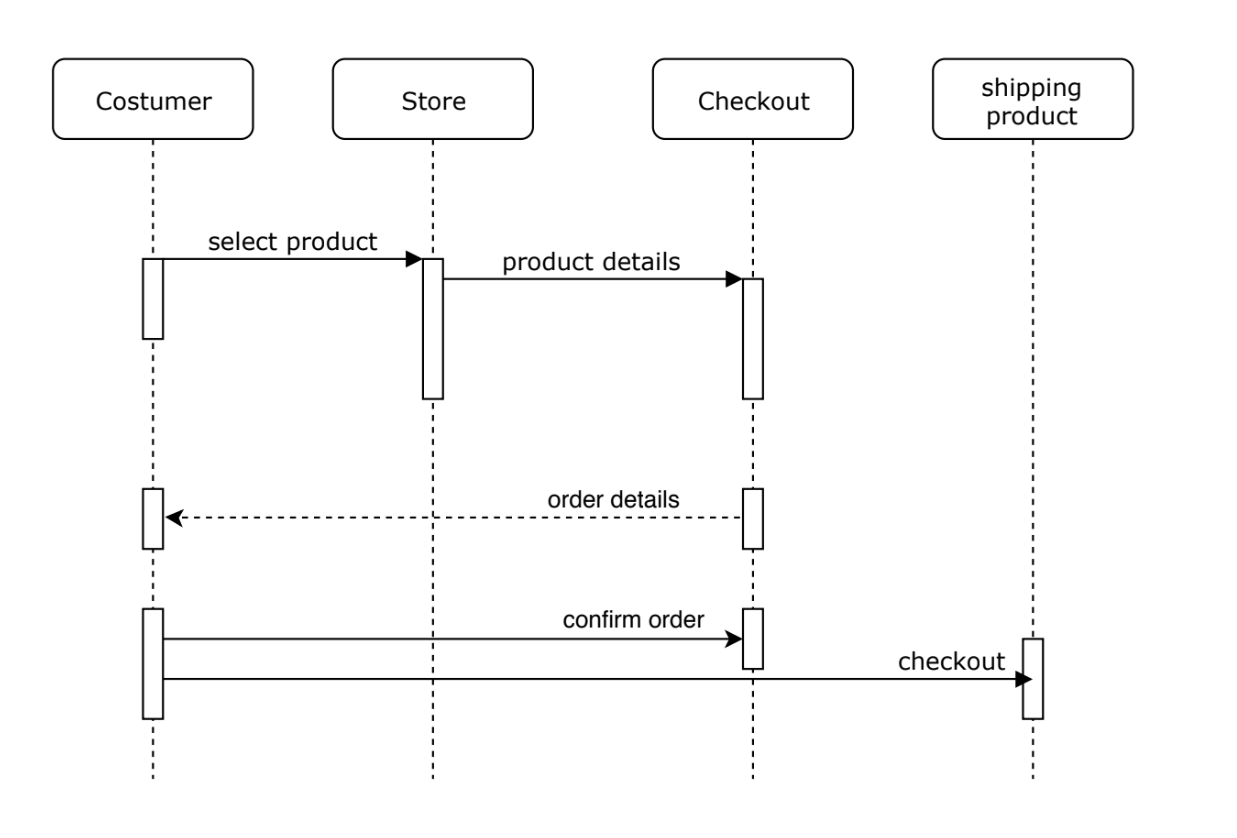 Costumer
Store
Checkout
shipping
product
select product
product details
order details
confirm order
checkout